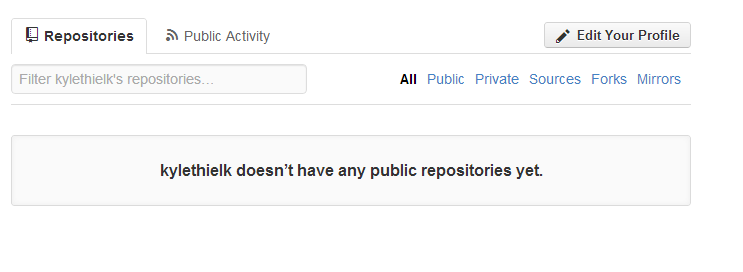 Repositories Public Activity Edit Your Profile
Filter kylethielk's repositories... All Public Private Sources Forks Mirrors
kylethielk doesn’t have any public repositories yet.